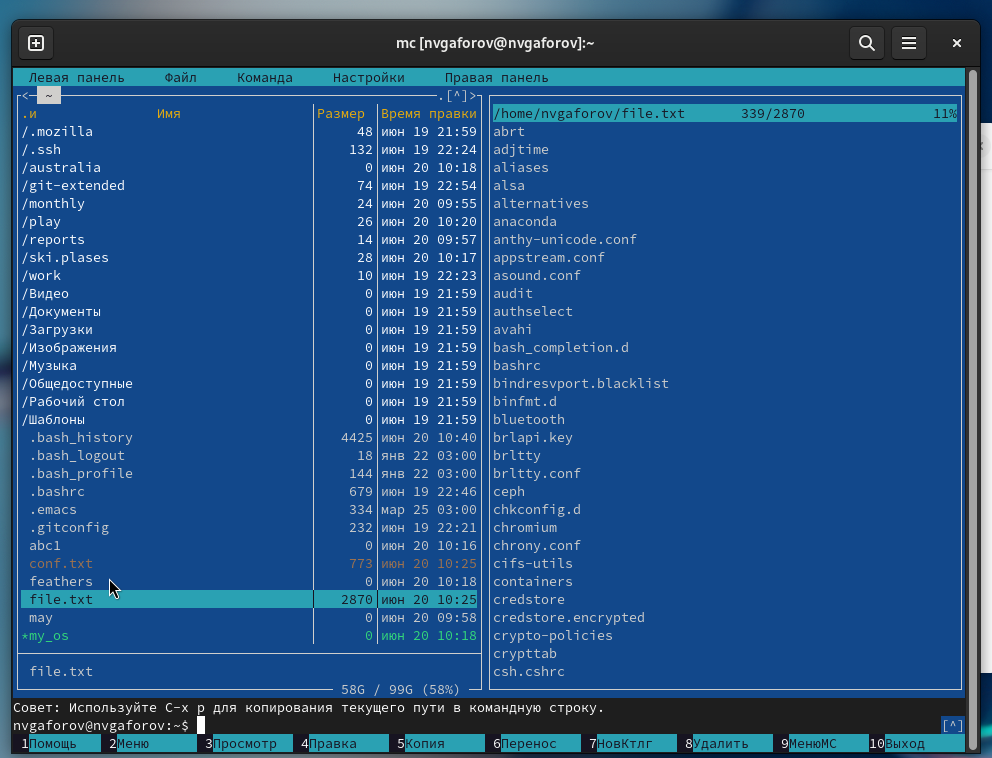 mc [nvgaforov@nvgaforov]:~
Левая панель Файл Команда Настройки Правая панель
<- ~ .[^]>
.и Имя Размер Время правки
/.mozilla 48 июн 19 21:59
/.ssh 132 июн 19 22:24
/australia 0 июн 20 10:18
/git-extended 74 июн 19 22:54
/monthly 24 июн 20 09:55
/play 26 июн 20 10:20
/reports 14 июн 20 09:57
/ski.plases 28 июн 20 10:17
/work 10 июн 19 22:23
/Видео 0 июн 19 21:59
/Документы 0 июн 19 21:59
/Загрузки 0 июн 19 21:59
/Изображения 0 июн 19 21:59
/Музыка 0 июн 19 21:59
/Общедоступные 0 июн 19 21:59
/Рабочий стол 0 июн 19 21:59
/Шаблоны 0 июн 19 21:59
.bash_history 4425 июн 20 10:40
.bash_logout 18 янв 22 03:00
.bash_profile 144 янв 22 03:00
.bashrc 679 июн 19 22:46
.emacs 334 мар 25 03:00
.gitconfig 232 июн 19 22:21
abc1 0 июн 20 10:16
conf.txt 773 июн 20 10:25
feathers 0 июн 20 10:18
file.txt 2870 июн 20 10:25
may 0 июн 20 09:58
*my_os 0 июн 20 10:18
file.txt
58G / 99G (58%)
/home/nvgaforov/file.txt 339/2870 11%
abrt
adjtime
aliases
alsa
alternatives
anaconda
anthy-unicode.conf
appstream.conf
asound.conf
audit
authselect
avahi
bash_completion.d
bashrc
bindresvport.blacklist
binfmt.d
bluetooth
brlapi.key
brltty
brltty.conf
ceph
chkconfig.d
chromium
chrony.conf
cifs-utils
containers
credstore
credstore.encrypted
crypto-policies
crypttab
csh.cshrc
Совет: Используйте C-x p для копирования текущего пути в командную строку.
nvgaforov@nvgaforov:~$ [^]
1Помощь 2Меню 3Просмотр 4Правка 5Копия 6Перенос 7НовКтлг 8Удалить 9МенюMC 10Выход